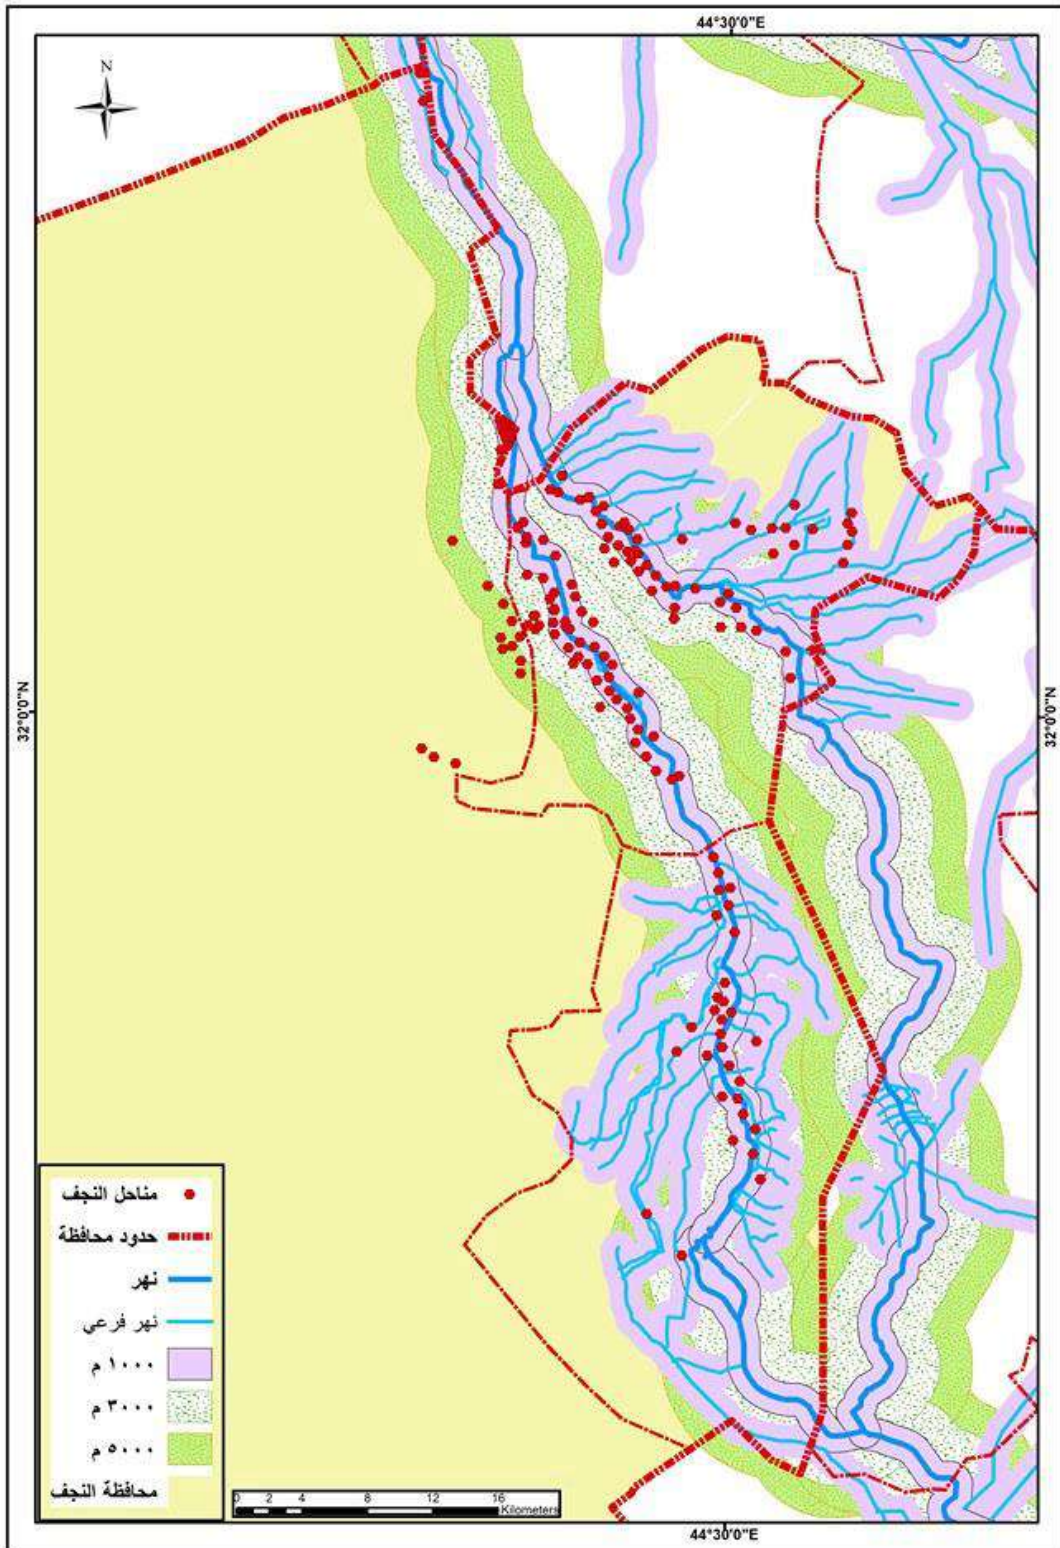 44°30'0"E
N
32°0'0"N
32°0'0"N
مناحل النجف
حدود محافظة
نهر
نهر فرعي
١٠٠٠ م
٣٠٠٠ م
٥٠٠٠ م
محافظة النجف
0 2 4 8 12 16
Kilometers
44°30'0"E